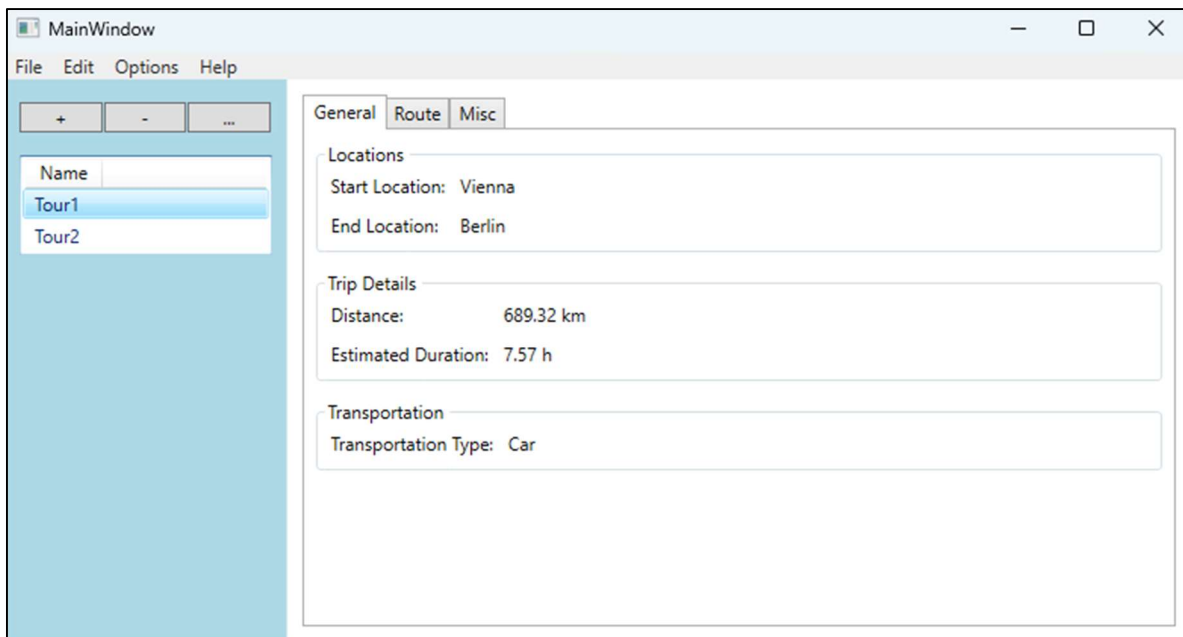 MainWindow
File Edit Options Help
+ - ...
Name
Tour1
Tour2
General Route Misc
Locations
Start Location: Vienna
End Location: Berlin
Trip Details
Distance: 689.32 km
Estimated Duration: 7.57 h
Transportation
Transportation Type: Car